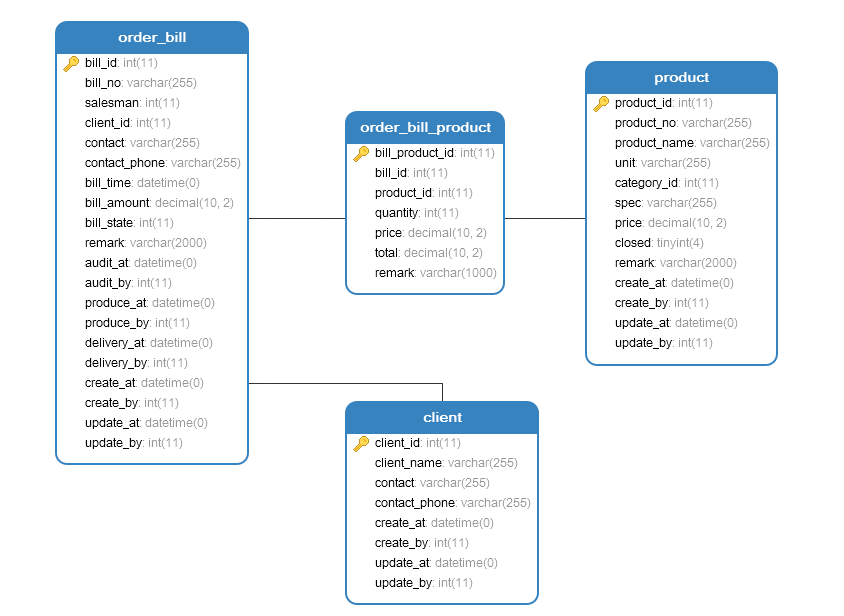 order_bill
bill_id: int(11)
bill_no: varchar(255)
salesman: int(11)
client_id: int(11)
contact: varchar(255)
contact_phone: varchar(255)
bill_time: datetime(0)
bill_amount: decimal(10, 2)
bill_state: int(11)
remark: varchar(2000)
audit_at: datetime(0)
audit_by: int(11)
produce_at: datetime(0)
produce_by: int(11)
delivery_at: datetime(0)
delivery_by: int(11)
create_at: datetime(0)
create_by: int(11)
update_at: datetime(0)
update_by: int(11)
order_bill_product
bill_product_id: int(11)
bill_id: int(11)
product_id: int(11)
quantity: int(11)
price: decimal(10, 2)
total: decimal(10, 2)
remark: varchar(1000)
product
product_id: int(11)
product_no: varchar(255)
product_name: varchar(255)
unit: varchar(255)
category_id: int(11)
spec: varchar(255)
price: decimal(10, 2)
closed: tinyint(4)
remark: varchar(2000)
create_at: datetime(0)
create_by: int(11)
update_at: datetime(0)
update_by: int(11)
client
client_id: int(11)
client_name: varchar(255)
contact: varchar(255)
contact_phone: varchar(255)
create_at: datetime(0)
create_by: int(11)
update_at: datetime(0)
update_by: int(11)